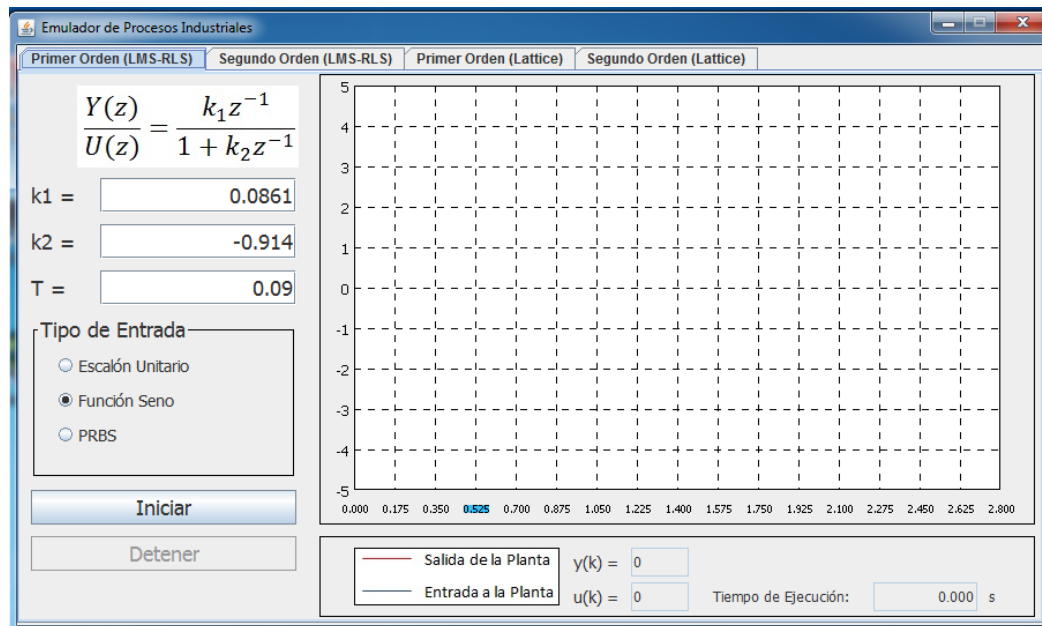 Emulador de Procesos Industriales
Primer Orden (LMS-RLS) Segundo Orden (LMS-RLS) Primer Orden (Lattice) Segundo Orden (Lattice)
Y(z)/U(z) = k₁z⁻¹/(1 + k₂z⁻¹)
k1 = 0.0861
k2 = -0.914
T = 0.09
Tipo de Entrada
Escalón Unitario
Función Seno
PRBS
Iniciar
Detener
5
4
3
2
1
0
-1
-2
-3
-4
-5
0.000 0.175 0.350 0.525 0.700 0.875 1.050 1.225 1.400 1.575 1.750 1.925 2.100 2.275 2.450 2.625 2.800
Salida de la Planta y(k) = 0
Entrada a la Planta u(k) = 0 Tiempo de Ejecución: 0.000 s